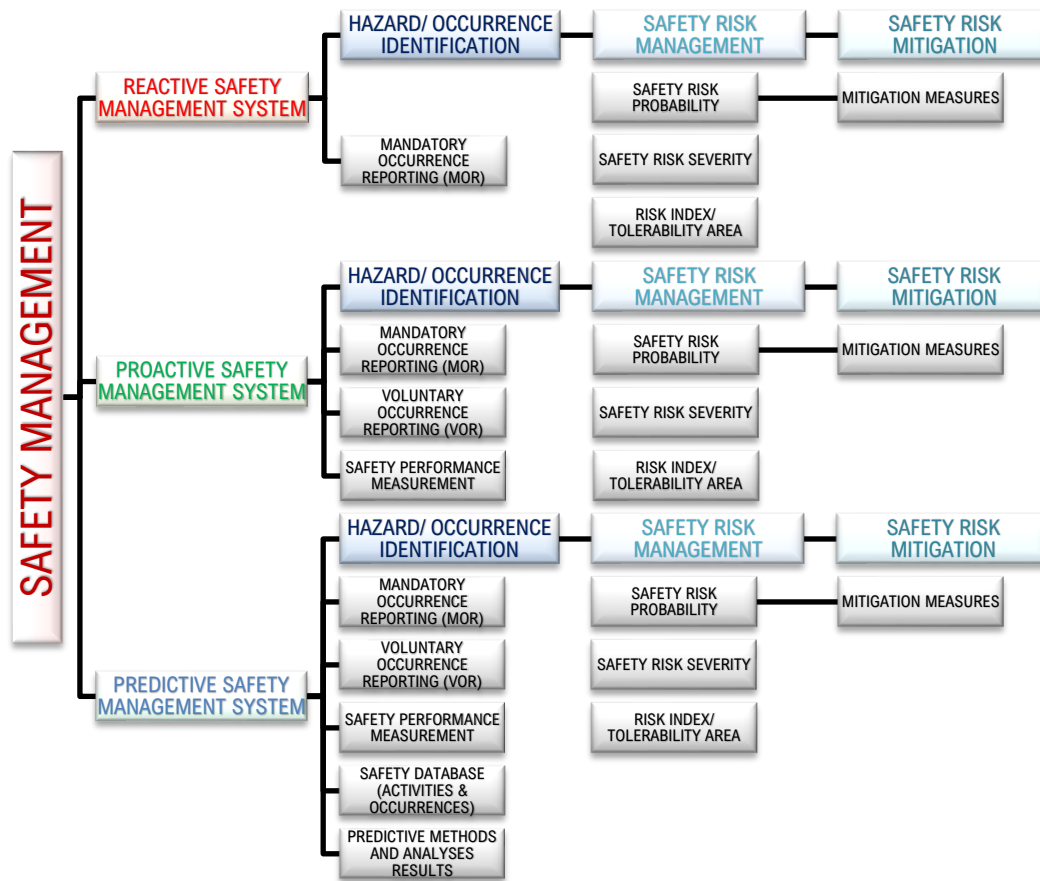 SAFETY MANAGEMENT
REACTIVE SAFETY
MANAGEMENT SYSTEM
HAZARD/ OCCURRENCE
IDENTIFICATION
SAFETY RISK
MANAGEMENT
SAFETY RISK
MITIGATION
MANDATORY
OCCURRENCE
REPORTING (MOR)
SAFETY RISK
PROBABILITY
MITIGATION MEASURES
SAFETY RISK SEVERITY
RISK INDEX/
TOLERABILITY AREA
PROACTIVE SAFETY
MANAGEMENT SYSTEM
HAZARD/ OCCURRENCE
IDENTIFICATION
SAFETY RISK
MANAGEMENT
SAFETY RISK
MITIGATION
MANDATORY
OCCURRENCE
REPORTING (MOR)
SAFETY RISK
PROBABILITY
MITIGATION MEASURES
VOLUNTARY
OCCURRENCE
REPORTING (VOR)
SAFETY RISK SEVERITY
SAFETY PERFORMANCE
MEASUREMENT
RISK INDEX/
TOLERABILITY AREA
PREDICTIVE SAFETY
MANAGEMENT SYSTEM
HAZARD/ OCCURRENCE
IDENTIFICATION
SAFETY RISK
MANAGEMENT
SAFETY RISK
MITIGATION
MANDATORY
OCCURRENCE
REPORTING (MOR)
SAFETY RISK
PROBABILITY
MITIGATION MEASURES
VOLUNTARY
OCCURRENCE
REPORTING (VOR)
SAFETY RISK SEVERITY
SAFETY PERFORMANCE
MEASUREMENT
RISK INDEX/
TOLERABILITY AREA
SAFETY DATABASE
(ACTIVITIES &
OCCURRENCES)
PREDICTIVE METHODS
AND ANALYSES
RESULTS